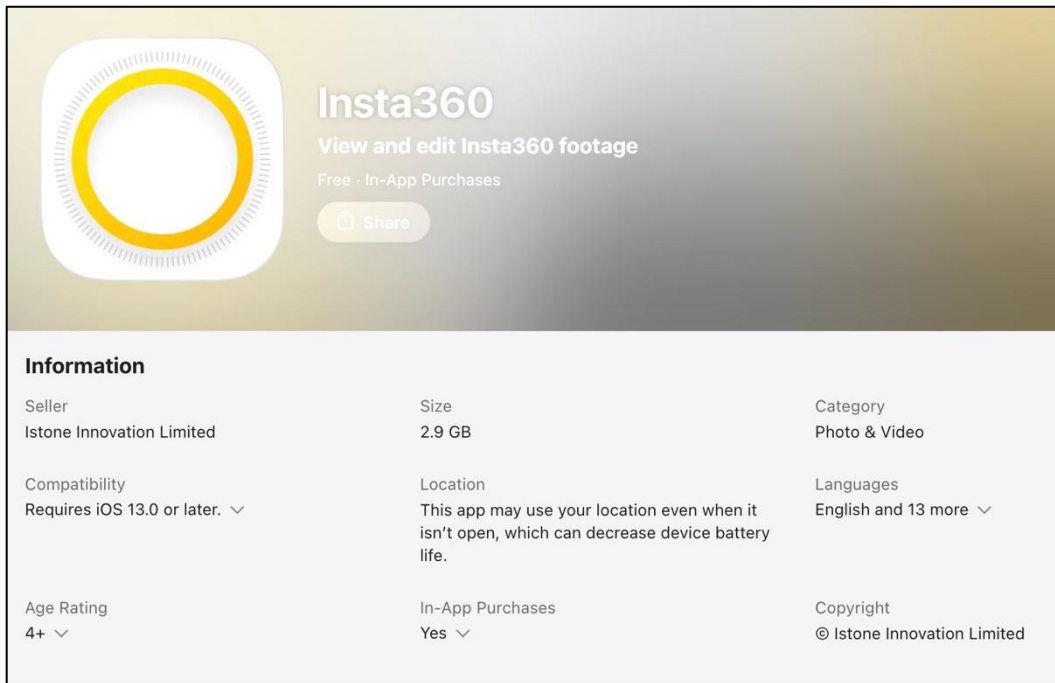 Insta360
View and edit Insta360 footage
Free · In-App Purchases
Share
Information
Seller
Istone Innovation Limited
Size
2.9 GB
Category
Photo & Video
Compatibility
Requires iOS 13.0 or later.
Location
This app may use your location even when it
isn’t open, which can decrease device battery
life.
Languages
English and 13 more
Age Rating
4+
In-App Purchases
Yes
Copyright
© Istone Innovation Limited